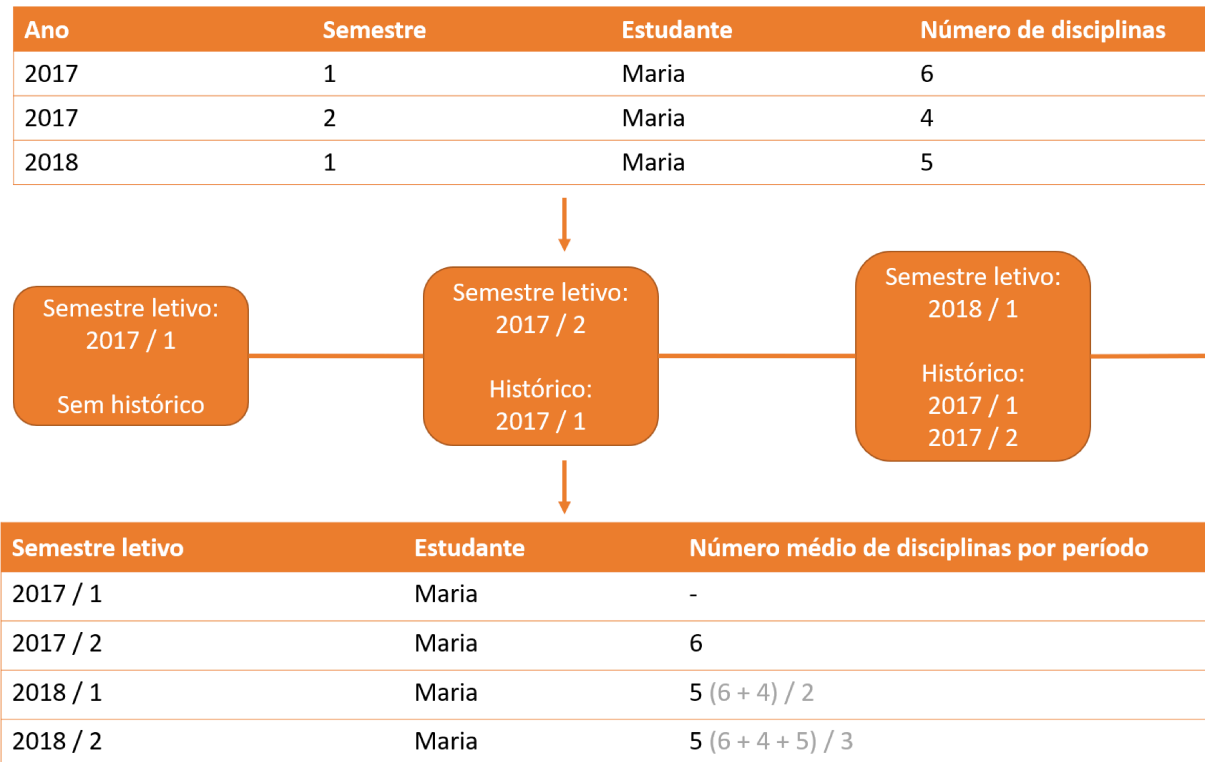 Ano Semestre Estudante Número de disciplinas
2017 1 Maria 6
2017 2 Maria 4
2018 1 Maria 5
Semestre letivo:
2017 / 1
Sem histórico
Semestre letivo:
2017 / 2
Histórico:
2017 / 1
Semestre letivo:
2018 / 1
Histórico:
2017 / 1
2017 / 2
Semestre letivo Estudante Número médio de disciplinas por período
2017 / 1 Maria -
2017 / 2 Maria 6
2018 / 1 Maria 5 (6 + 4) / 2
2018 / 2 Maria 5 (6 + 4 + 5) / 3